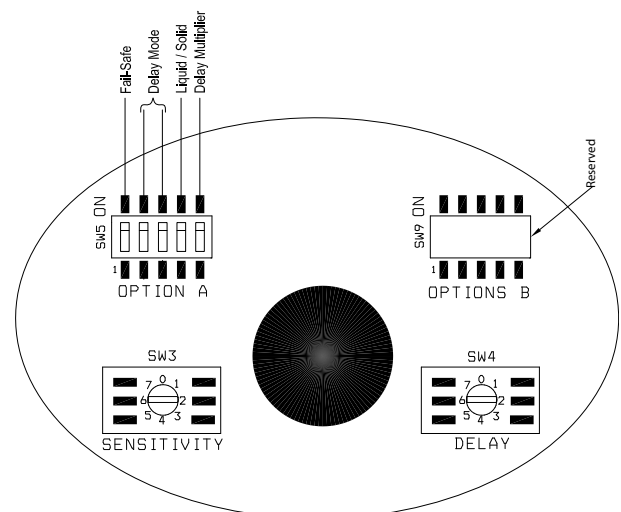 Fail-Safe
Delay Mode
Liquid / Solid
Delay Multiplier
SW5 ON
1
OPTION A
SW9 ON
1
OPTIONS B
Reserved
SW3
7 0 1
6 2
5 4 3
SENSITIVITY
SW4
7 0 1
6 2
5 4 3
DELAY